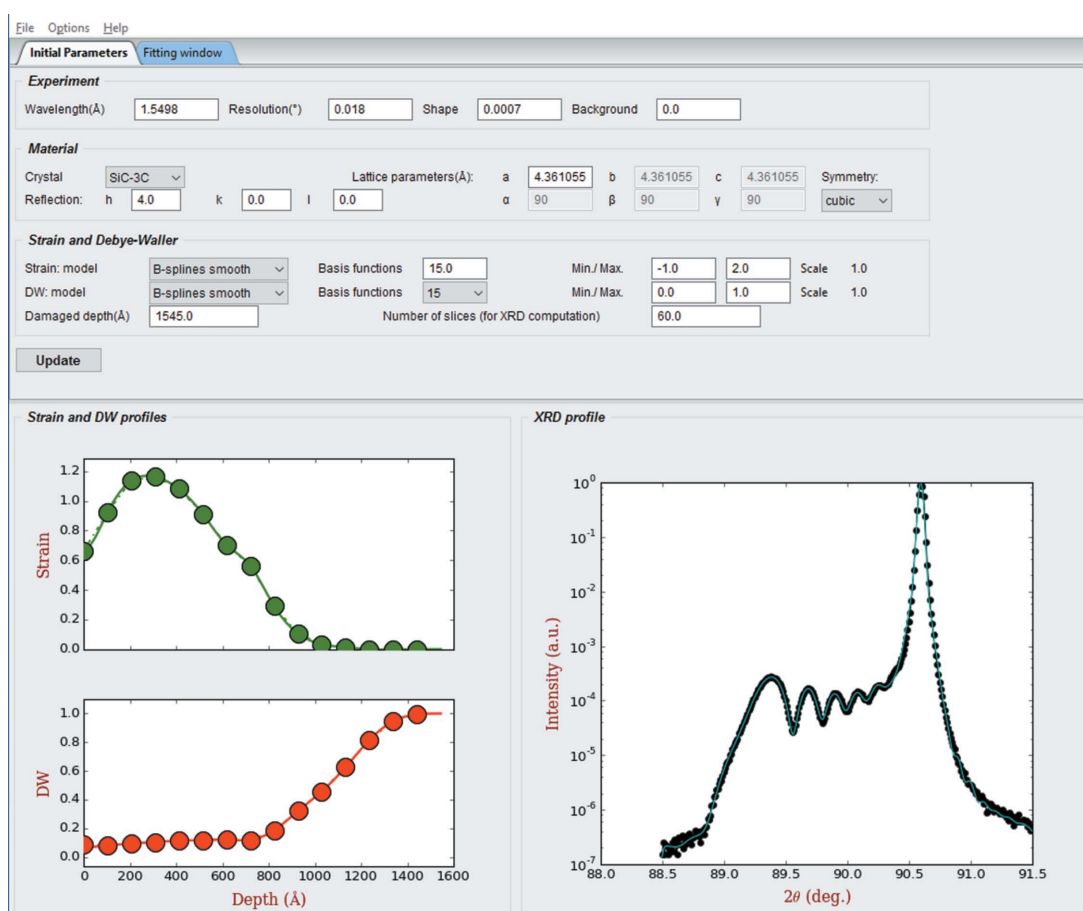 File Options Help
Initial Parameters Fitting window
Experiment
Wavelength(Å) 1.5498 Resolution(°) 0.018 Shape 0.0007 Background 0.0
Material
Crystal SiC-3C Lattice parameters(Å): a 4.361055 b 4.361055 c 4.361055 Symmetry:
Reflection: h 4.0 k 0.0 l 0.0 α 90 β 90 γ 90 cubic
Strain and Debye-Waller
Strain: model B-splines smooth Basis functions 15.0 Min./ Max. -1.0 2.0 Scale 1.0
DW: model B-splines smooth Basis functions 15 Min./ Max. 0.0 1.0 Scale 1.0
Damaged depth(Å) 1545.0 Number of slices (for XRD computation) 60.0
Update
Strain and DW profiles
Strain
1.2
1.0
0.8
0.6
0.4
0.2
0.0
DW
1.0
0.8
0.6
0.4
0.2
0.0
0 200 400 600 800 1000 1200 1400 1600
Depth (Å)
XRD profile
Intensity (a.u.)
10⁰
10⁻¹
10⁻²
10⁻³
10⁻⁴
10⁻⁵
10⁻⁶
10⁻⁷
88.0 88.5 89.0 89.5 90.0 90.5 91.0 91.5
2θ (deg.)